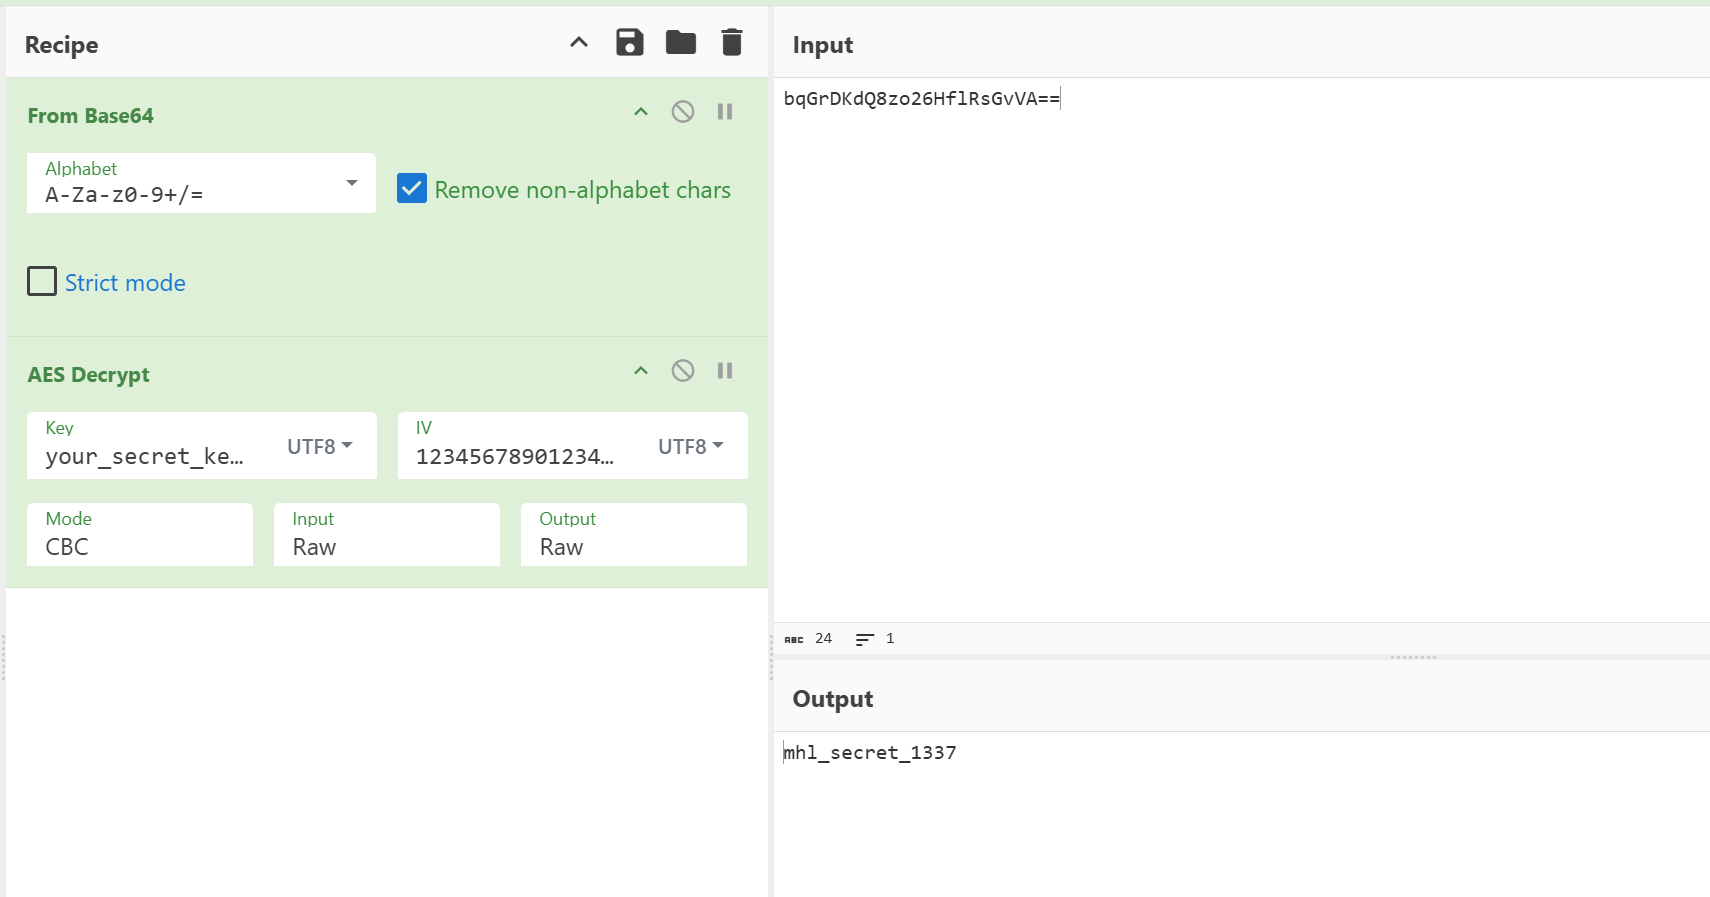 Recipe
From Base64
Alphabet
A-Za-z0-9+/=
Remove non-alphabet chars
Strict mode
AES Decrypt
Key
your_secret_ke…
UTF8
IV
12345678901234…
UTF8
Mode
CBC
Input
Raw
Output
Raw
Input
bqGrDKdQ8zo26HflRsGvVA==
ABC 24 1
Output
mhl_secret_1337